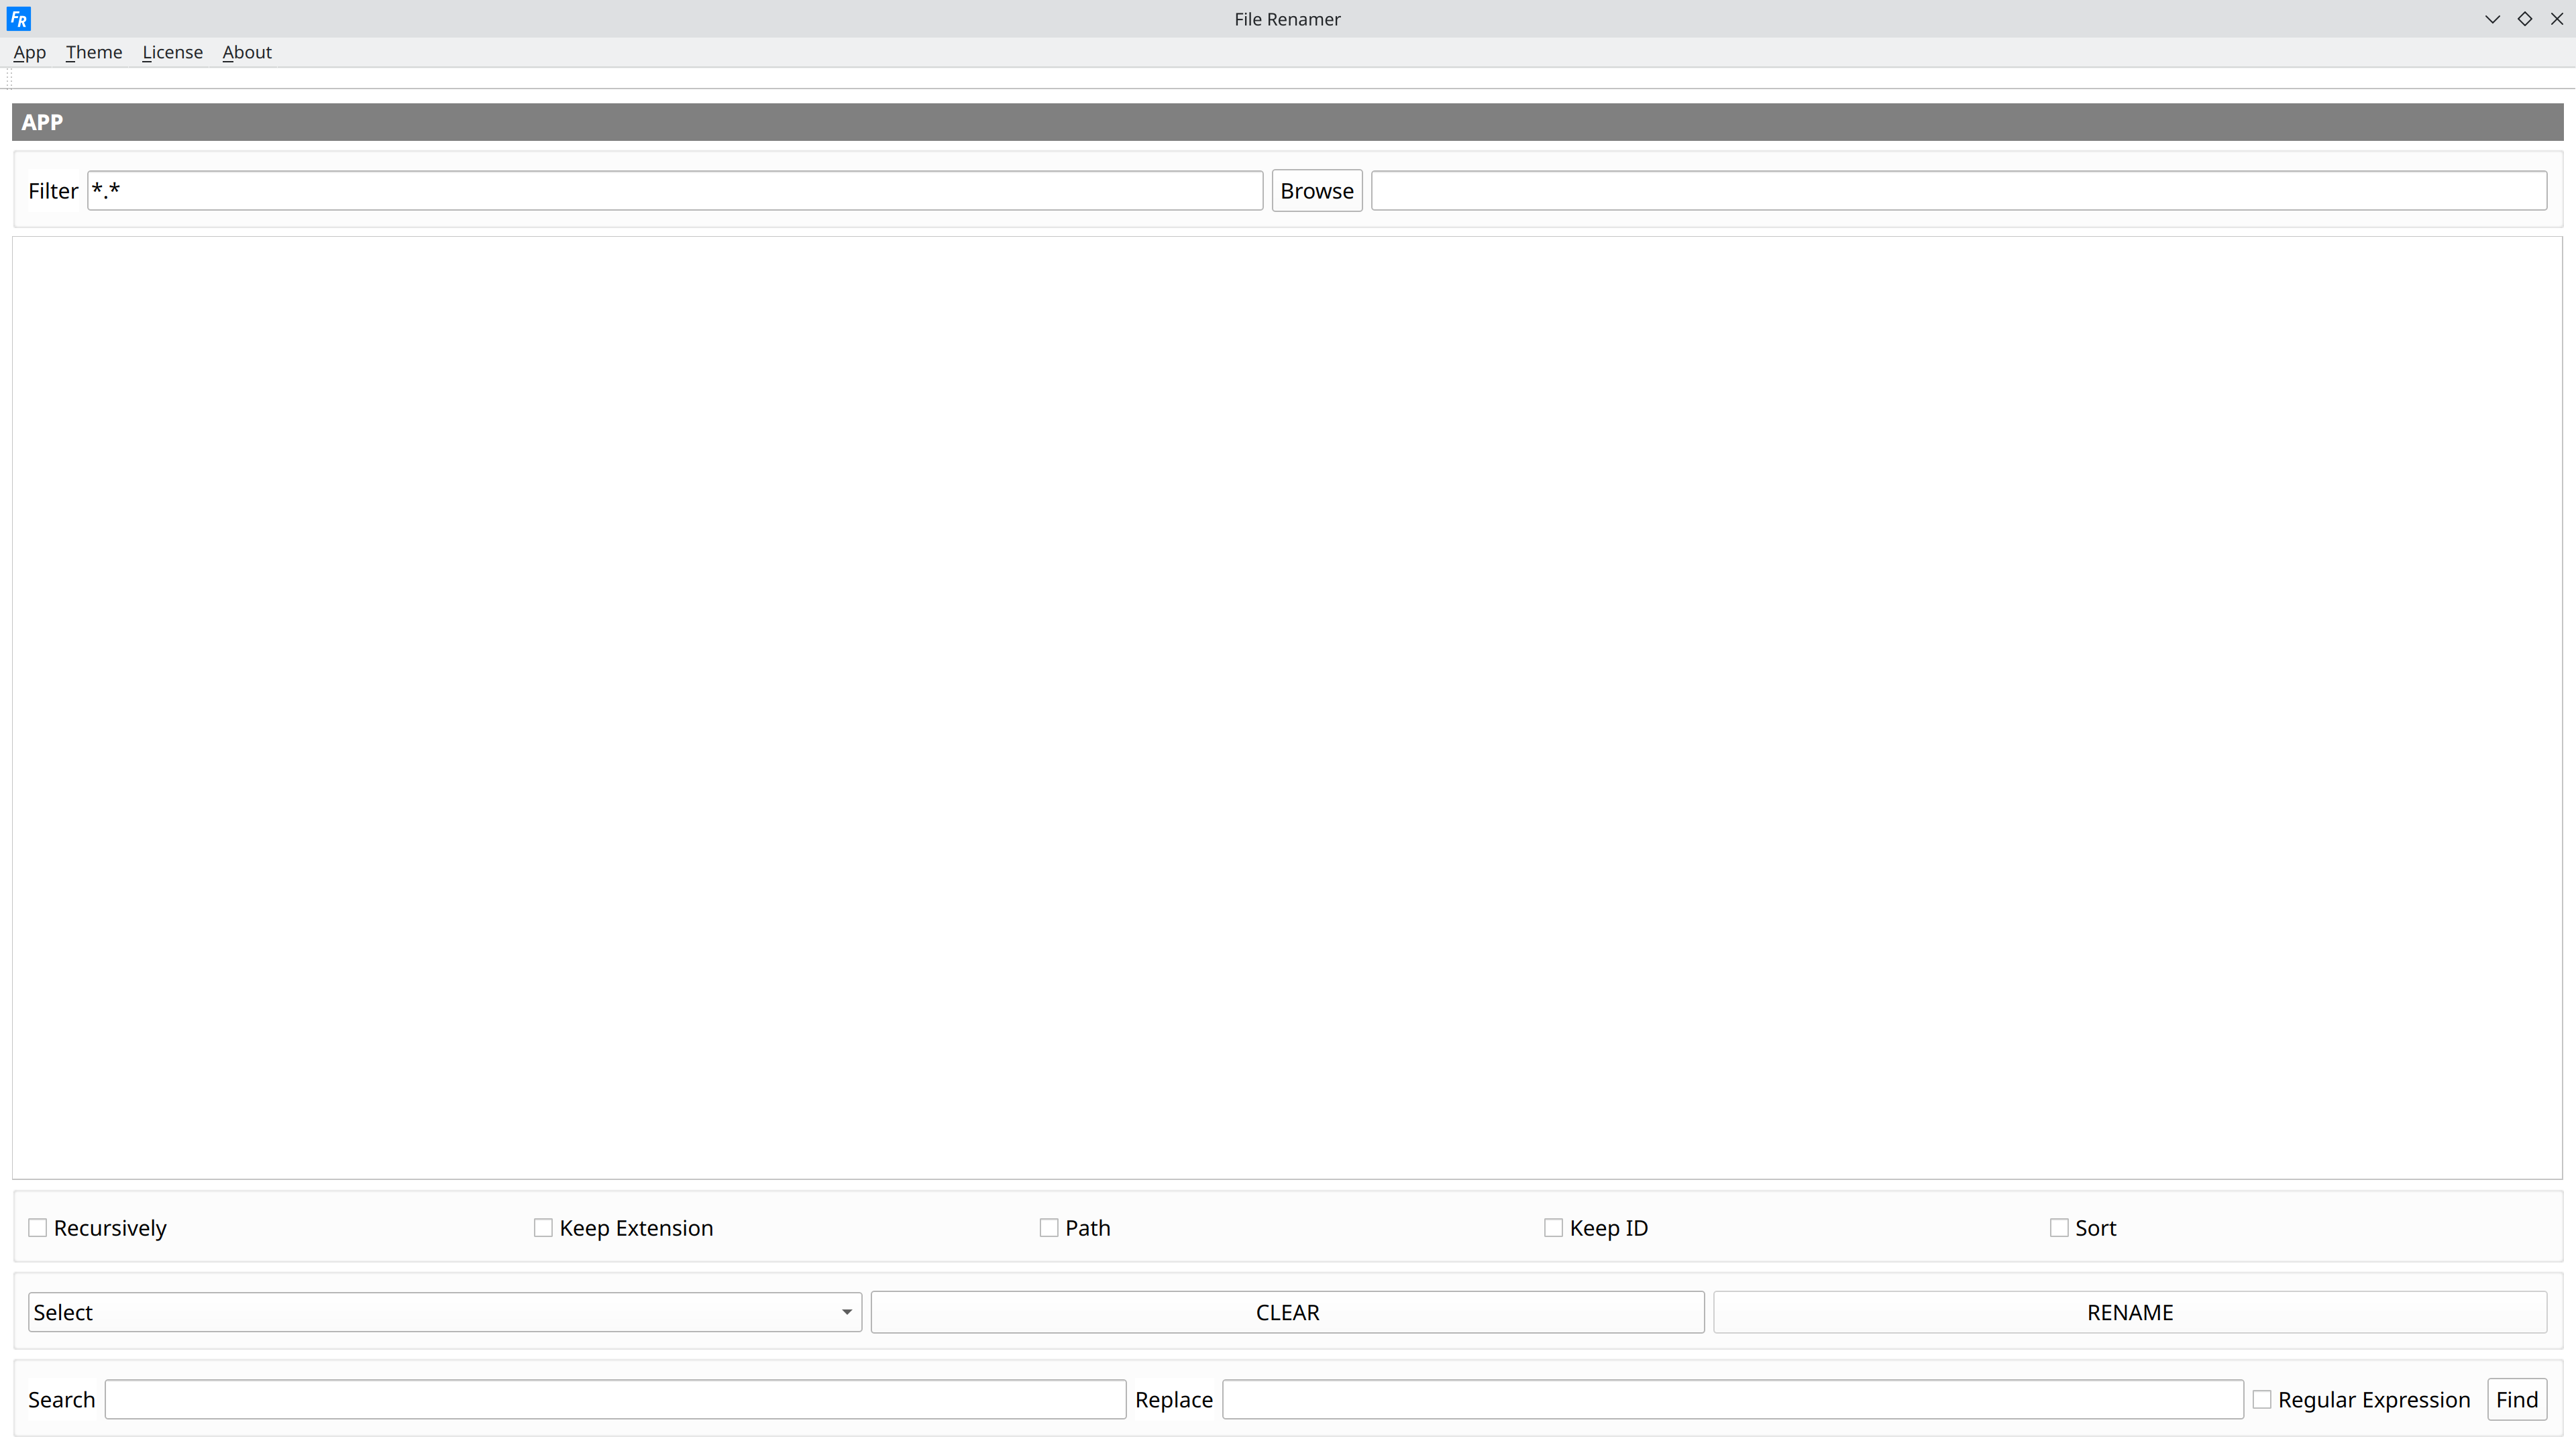 FR File Renamer
App Theme License About
APP
Filter *.* Browse
Recursively Keep Extension Path Keep ID Sort
Select CLEAR RENAME
Search Replace Regular Expression Find